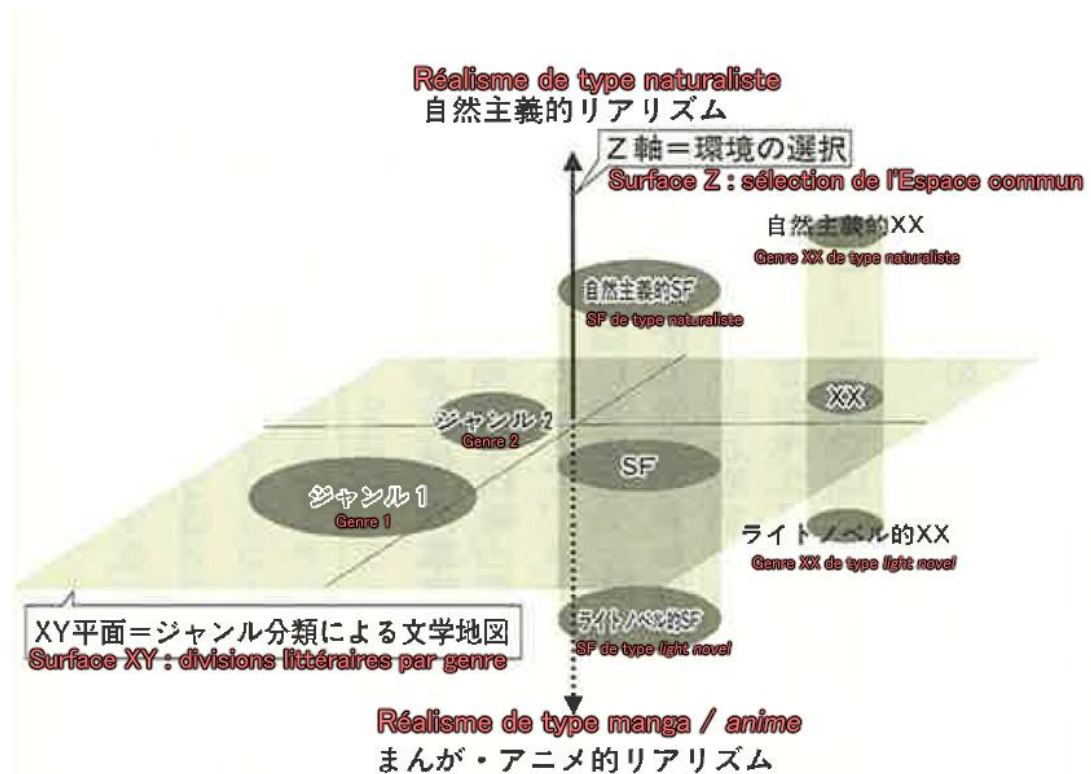 Réalisme de type naturaliste
自然主義的リアリズム
Z軸=環境の選択
Surface Z : sélection de l'Espace commun
自然主義的XX
Genre XX de type naturaliste
自然主義的SF
SF de type naturaliste
XX
ジャンル2
Genre 2
SF
ジャンル1
Genre 1
ライトノベル的XX
Genre XX de type light novel
ライトノベル的SF
SF de type light novel
XY平面=ジャンル分類による文学地図
Surface XY : divisions littéraires par genre
Réalisme de type manga / anime
まんが・アニメ的リアリズム